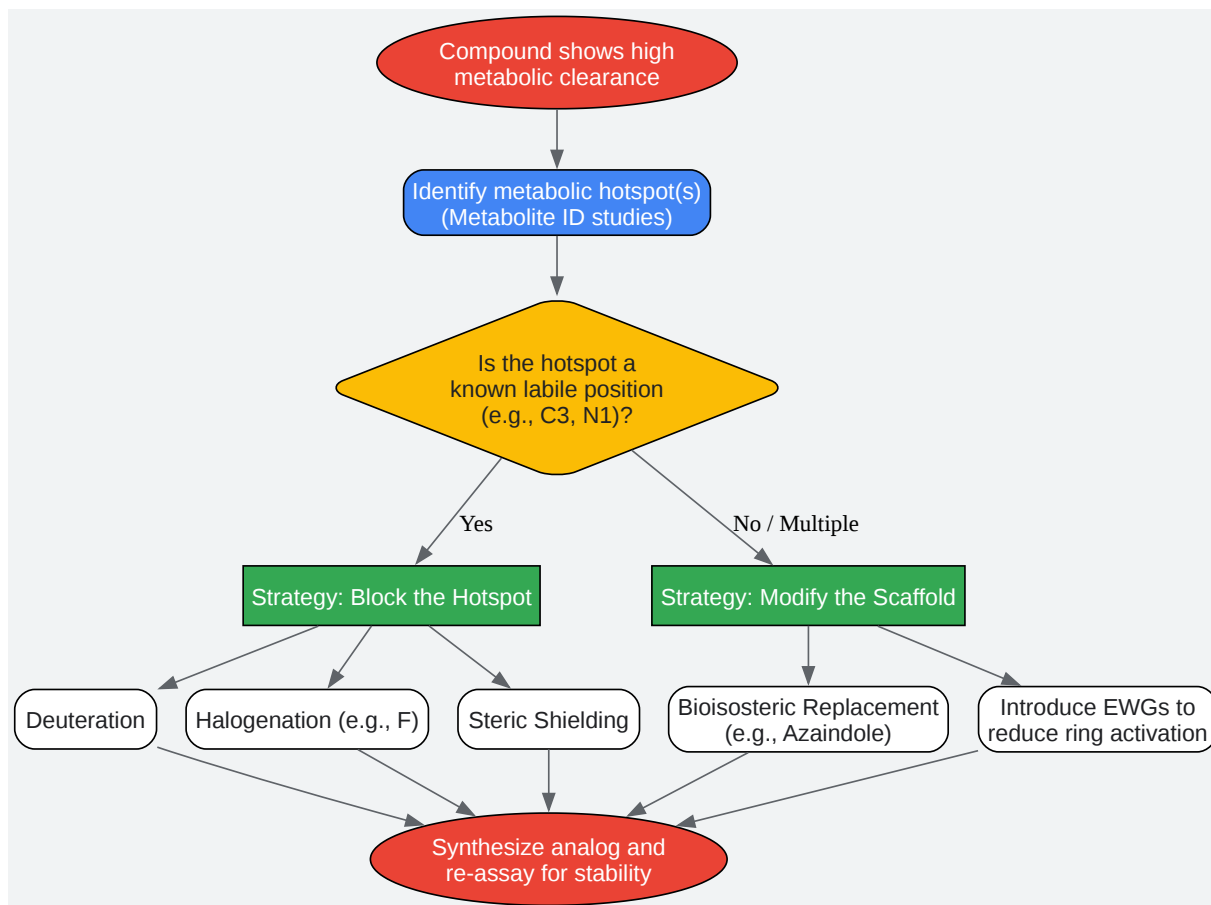 Compound shows high
metabolic clearance
Identify metabolic hotspot(s)
(Metabolite ID studies)
Is the hotspot a
known labile position
(e.g., C3, N1)?
Yes
No / Multiple
Strategy: Block the Hotspot
Strategy: Modify the Scaffold
Deuteration
Halogenation (e.g., F)
Steric Shielding
Bioisosteric Replacement
(e.g., Azaindole)
Introduce EWGs to
reduce ring activation
Synthesize analog and
re-assay for stability